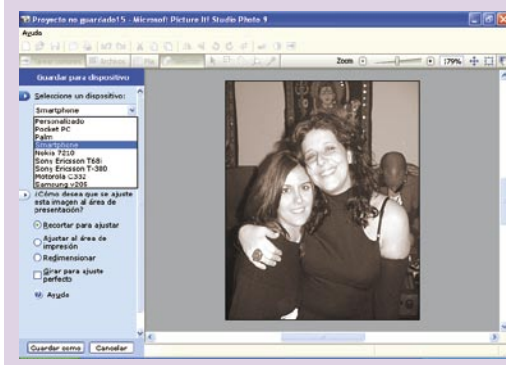 Proyecto no guardado15 - Microsoft Picture It! Studio Photo 9
Ayuda
Archivos
Zoom
179%
Guardar para dispositivo
Seleccione un dispositivo:
Smartphone
Personalizado
Pocket PC
Palm
Smartphone
Nokia 7210
Sony Ericsson T68i
Sony Ericsson T-380
Motorola C332
Samsung v205
¿Cómo desea que se ajuste
esta imagen al área de
presentación?
Recortar para ajustar
Ajustar al área de
impresión
Redimensionar
Girar para ajuste
perfecto
Ayuda
Guardar como
Cancelar